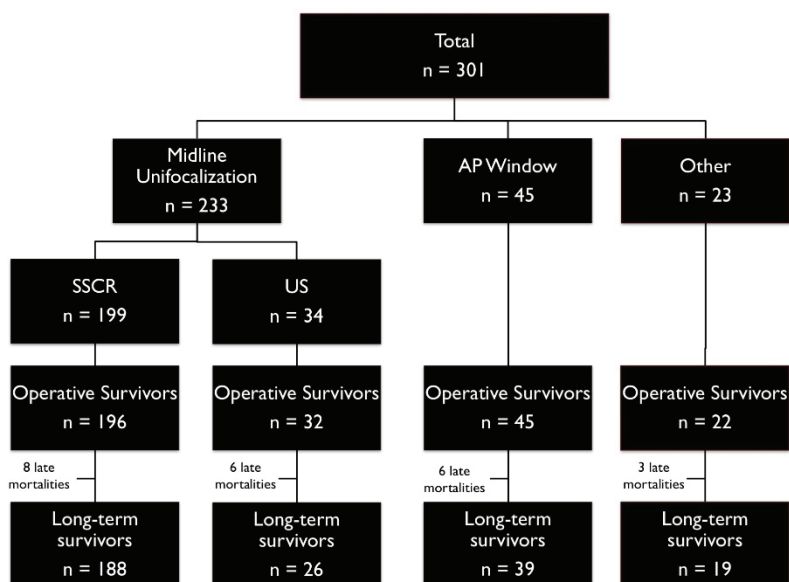 Total
n = 301
Midline
Unifocalization
n = 233
AP Window
n = 45
Other
n = 23
SSCR
n = 199
US
n = 34
Operative Survivors
n = 196
Operative Survivors
n = 32
Operative Survivors
n = 45
Operative Survivors
n = 22
8 late
mortalities
6 late
mortalities
6 late
mortalities
3 late
mortalities
Long-term
survivors
n = 188
Long-term
survivors
n = 26
Long-term
survivors
n = 39
Long-term
survivors
n = 19